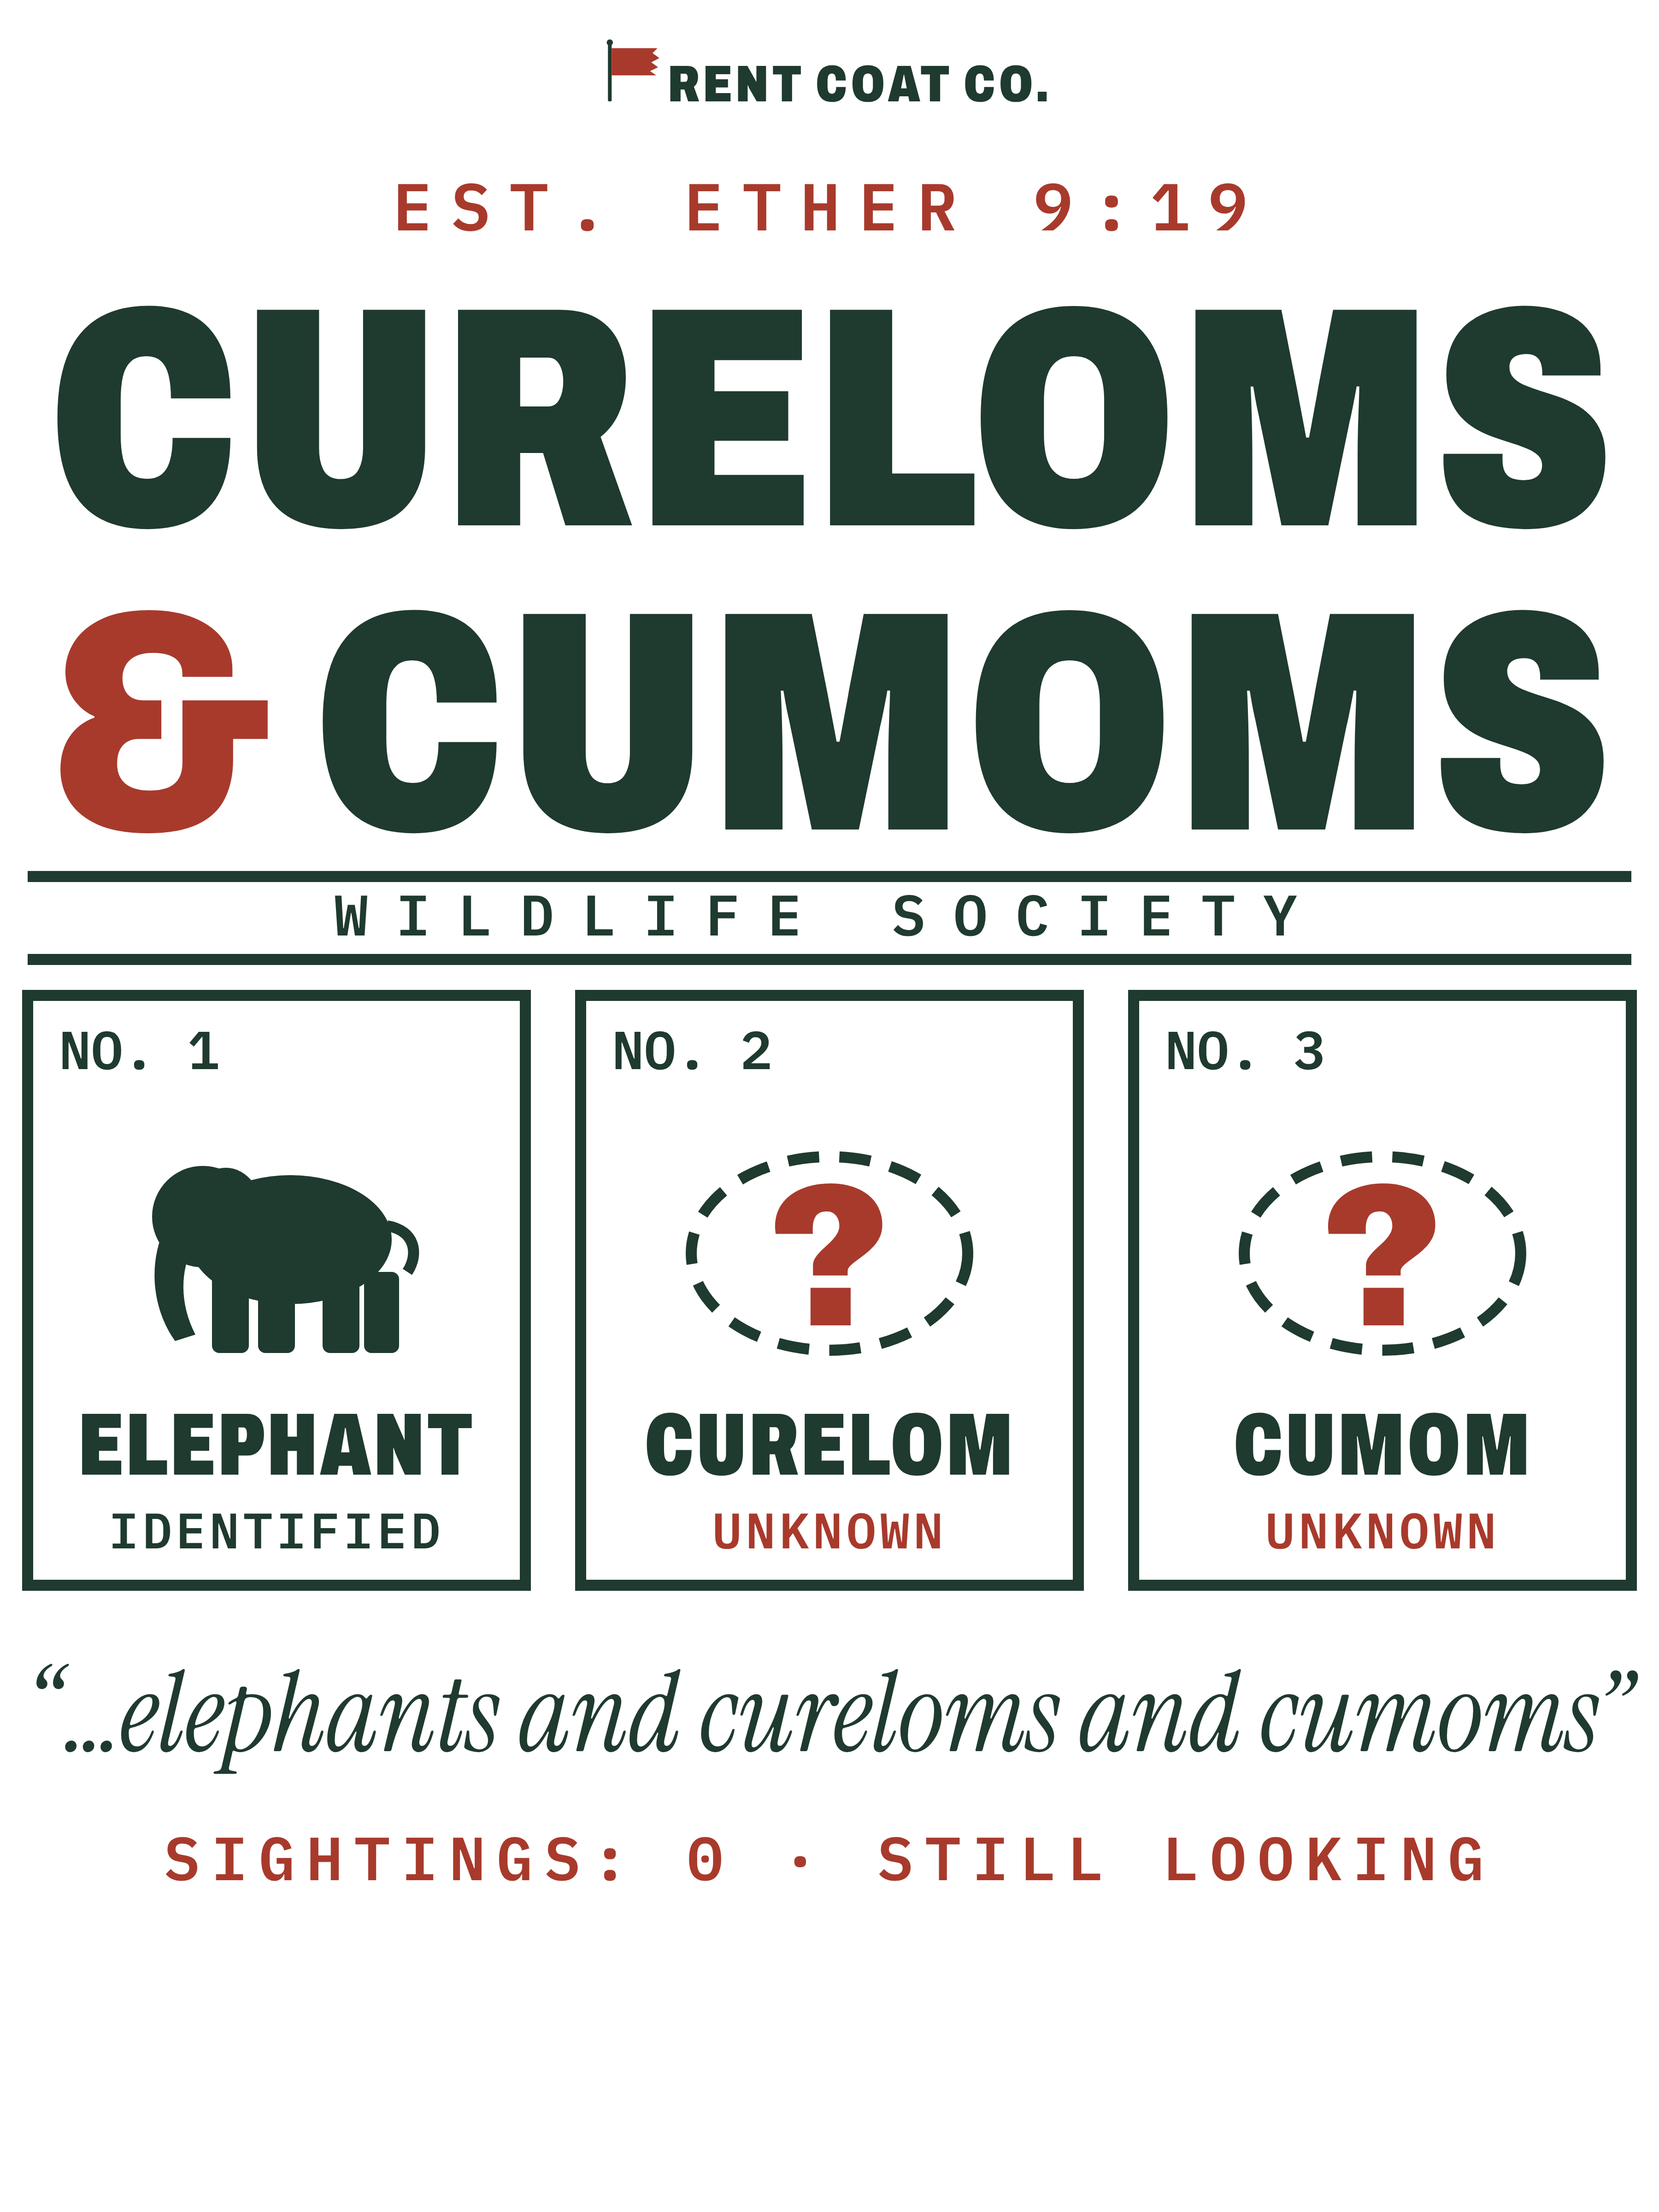 RENT COAT CO.
EST. ETHER 9:19
CURELOMS
& CUMOMS
WILDLIFE SOCIETY
NO. 1
ELEPHANT
IDENTIFIED
NO. 2
?
CURELOM
UNKNOWN
NO. 3
?
CUMOM
UNKNOWN
“…elephants and cureloms and cumoms”
SIGHTINGS: 0 · STILL LOOKING